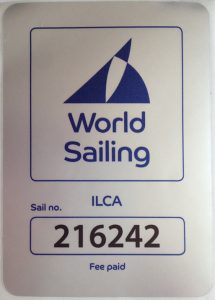 World
Sailing
Sail no. ILCA
216242
Fee paid